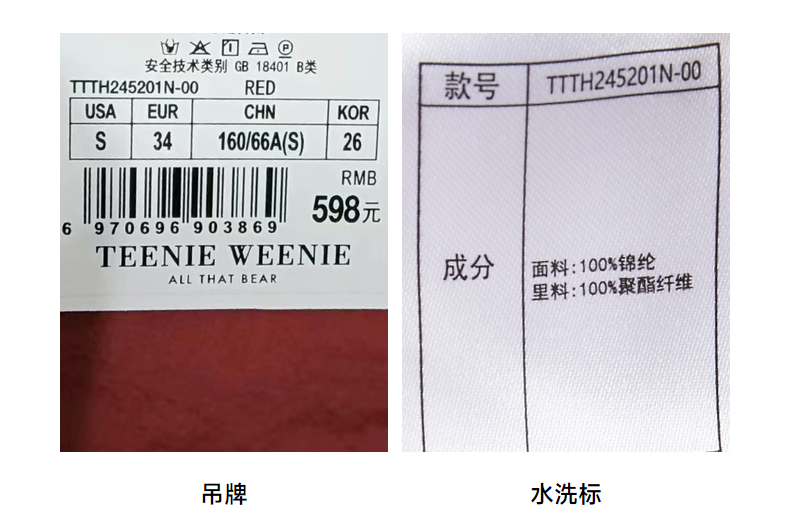 安全技术类别 GB 18401 B类
TTTH245201N-00 RED
USA EUR CHN KOR
S 34 160/66A(S) 26
RMB
598元
6 970696 903869
TEENIE WEENIE
ALL THAT BEAR
吊牌
款号 TTTH245201N-00
成分 面料:100%锦纶
里料:100%聚酯纤维
水洗标